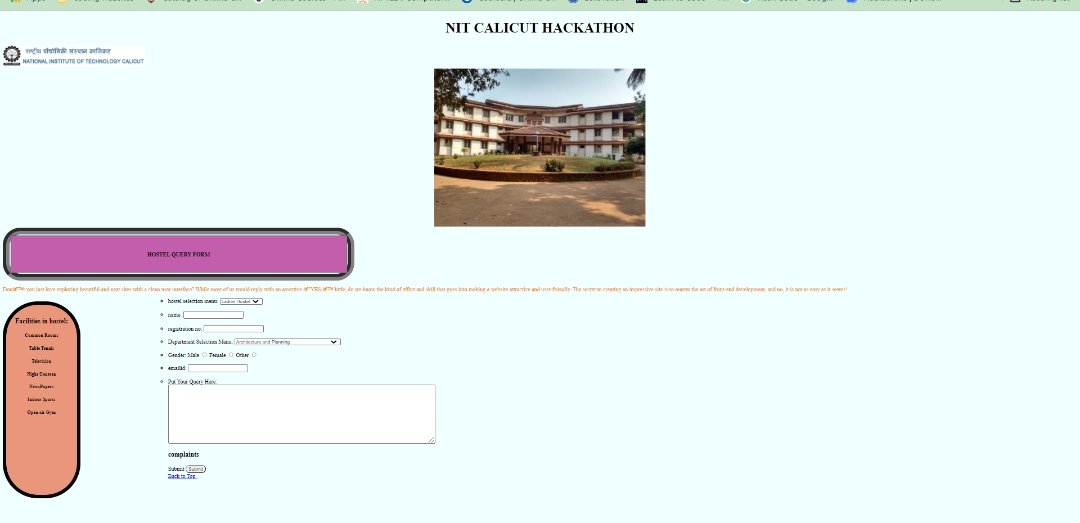 NIT CALICUT HACKATHON
राष्ट्रीय प्रौद्योगिकी संस्थान कालिकट
NATIONAL INSTITUTE OF TECHNOLOGY CALICUT
HOSTEL QUERY FORM
Donâ€™t you just love exploring beautiful and user sites with a clean user interface? While most of us would reply with an assertive â€˜YES,â€™ little, do we know the kind of effort and skill that goes into making a website attractive and user-friendly. The secret to creating an impressive site is to master the art of front-end development, and no, it is not as easy as it seems!
Facilities in hostel:
Common Rooms
Table Tennis
Television
Night Canteen
NewsPapers
Indoor Sports
Open air Gym
hostel selection menu: Ladies Hostel
name:
registration no:
Department Selection Menu: Architecture and Planning
Gender: Male Female Other
emailid:
Put Your Query Here:
complaints
Submit Submit
Back to Top